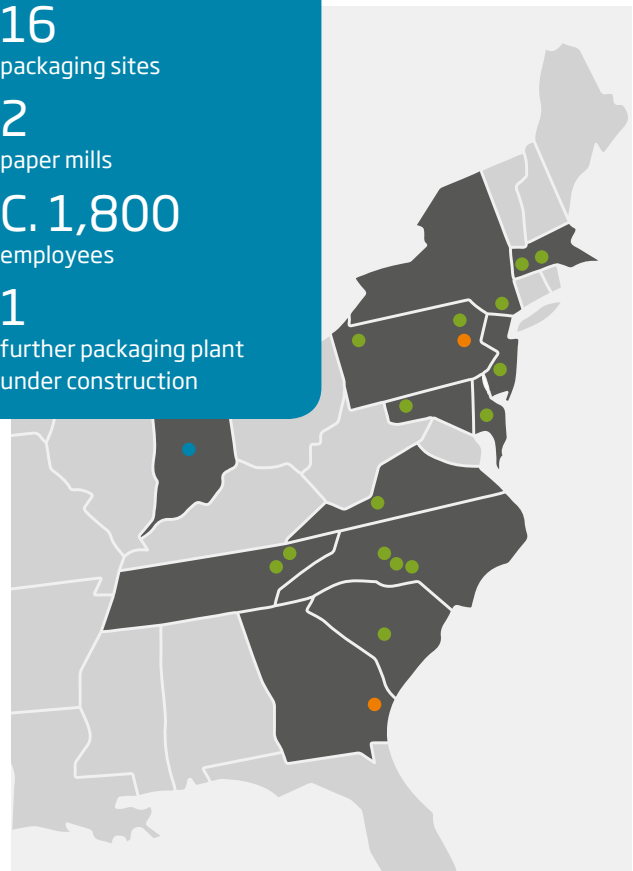 16
packaging sites
2
paper mills
C. 1,800
employees
1
further packaging plant
under construction